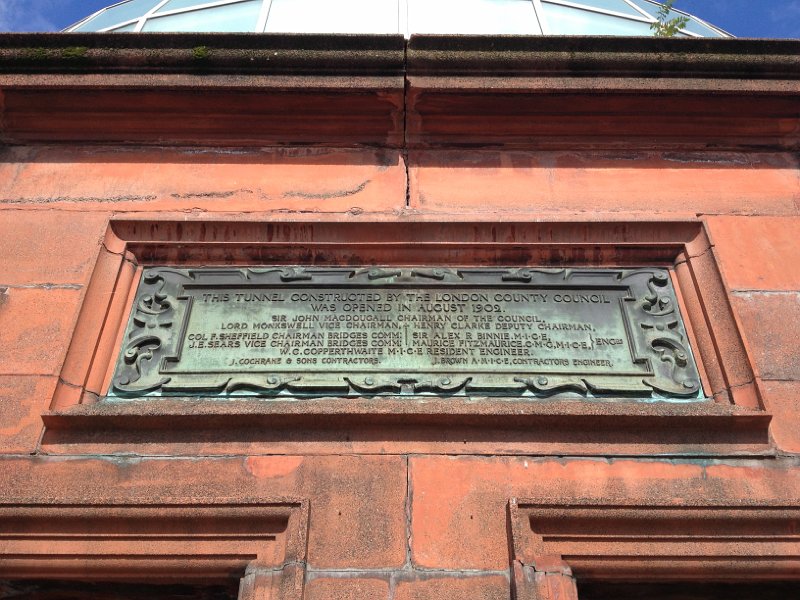 THIS TUNNEL CONSTRUCTED BY THE LONDON COUNTY COUNCIL
WAS OPENED IN AUGUST 1902.
SIR JOHN MACDOUGALL CHAIRMAN OF THE COUNCIL,
LORD MONKSWELL VICE CHAIRMAN, HENRY CLARKE DEPUTY CHAIRMAN,
COL F. SHEFFIELD CHAIRMAN BRIDGES COMM. SIR ALEX R BINNIE M·I·C·E,
J.E. SEARS VICE CHAIRMAN BRIDGES COMM. MAURICE FITZMAURICE·C·M·G, M·I·C·E, ENGRS
W.C. COPPERTHWAITE M·I·C·E RESIDENT ENGINEER.
J. COCHRANE & SONS CONTRACTORS. J. BROWN A·M·I·C·E, CONTRACTORS ENGINEER,